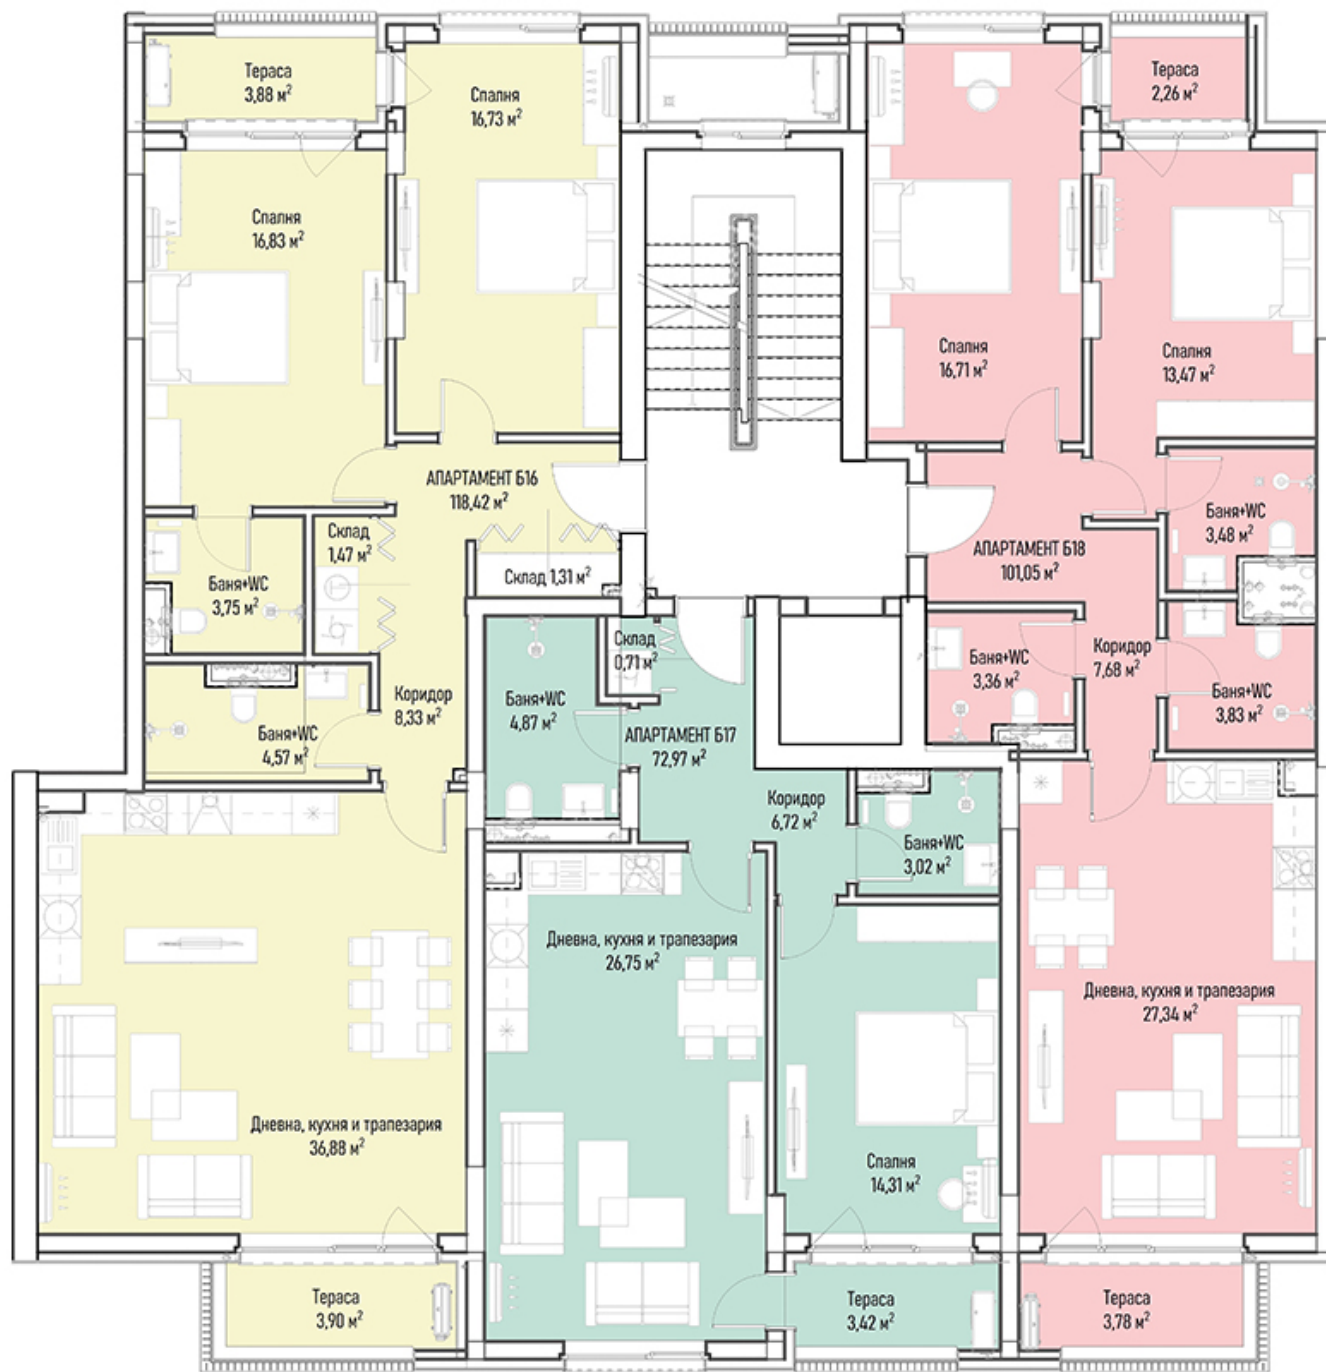 Тераса
3,88 м²
Спалня
16,73 м²
Тераса
2,26 м²
Спалня
16,83 м²
Спалня
16,71 м²
Спалня
13,47 м²
АПАРТАМЕНТ Б16
118,42 м²
Склад
1,47 м²
Склад 1,31 м²
Баня+WC
3,75 м²
Баня+WC
3,48 м²
АПАРТАМЕНТ Б18
101,05 м²
Склад
0,71 м²
Баня+WC
3,36 м²
Коридор
7,68 м²
Баня+WC
3,83 м²
Коридор
8,33 м²
Баня+WC
4,87 м²
Баня+WC
4,57 м²
АПАРТАМЕНТ Б17
72,97 м²
Коридор
6,72 м²
Баня+WC
3,02 м²
Дневна, кухня и трапезария
26,75 м²
Дневна, кухня и трапезария
27,34 м²
Дневна, кухня и трапезария
36,88 м²
Спалня
14,31 м²
Тераса
3,90 м²
Тераса
3,42 м²
Тераса
3,78 м²